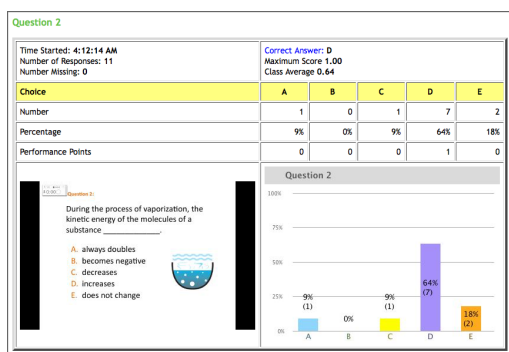 Question 2
Time Started: 4:12:14 AM
Number of Responses: 11
Number Missing: 0
Correct Answer: D
Maximum Score 1.00
Class Average 0.64
Choice A B C D E
Number 1 0 1 7 2
Percentage 9% 0% 9% 64% 18%
Performance Points 0 0 0 1 0
Question 2:
During the process of vaporization, the
kinetic energy of the molecules of a
substance ____________.
A. always doubles
B. becomes negative
C. decreases
D. increases
E. does not change
Question 2
100%
75%
50%
25%
0%
9%
(1)
0%
9%
(1)
64%
(7)
18%
(2)
A B C D E